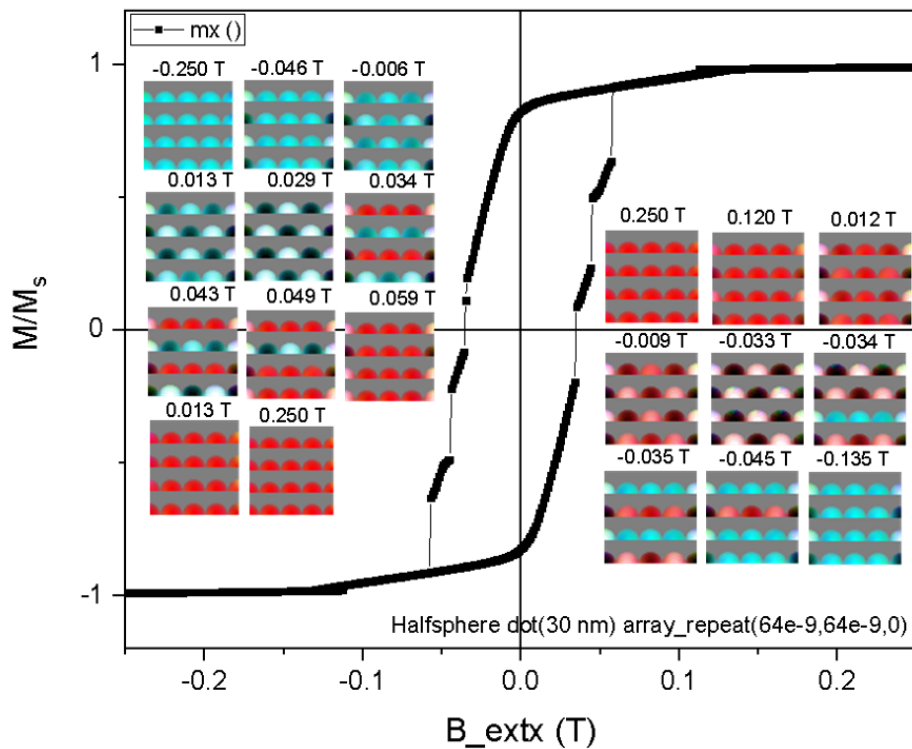 mx ()
-0.250 T -0.046 T -0.006 T
0.013 T 0.029 T 0.034 T
0.043 T 0.049 T 0.059 T
0.013 T 0.250 T
0.250 T 0.120 T 0.012 T
-0.009 T -0.033 T -0.034 T
-0.035 T -0.045 T -0.135 T
Halfsphere dot(30 nm) array_repeat(64e-9,64e-9,0)
1
0
-1
M/Ms
-0.2 -0.1 0.0 0.1 0.2
B_extx (T)